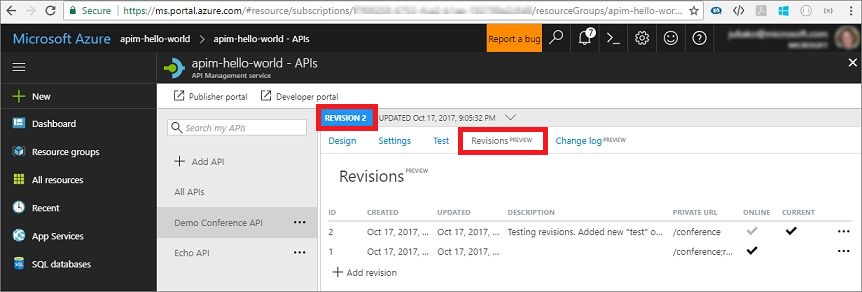 Secure https://ms.portal.azure.com/#resource/subscriptions/ /resourceGroups/apim-hello-wo
Microsoft Azure apim-hello-world > apim-hello-world - APIs Report a bug 7
apim-hello-world - APIs
API Management service
Publisher portal Developer portal
+ New
REVISION 2 UPDATED Oct 17, 2017, 9:05:32 PM
Dashboard
Search my APIs
Design Settings Test Revisions PREVIEW Change log PREVIEW
Resource groups
+ Add API
Revisions PREVIEW
All resources
All APIs
Recent
ID CREATED UPDATED DESCRIPTION PRIVATE URL ONLINE CURRENT
Demo Conference API ...
2 Oct 17, 2017, ... Oct 17, 2017, ... Testing revisions. Added new "test" o... /conference ...
App Services
1 Oct 17, 2017, ... Oct 17, 2017, ... /conference;r... ...
Echo API ...
SQL databases
+ Add revision